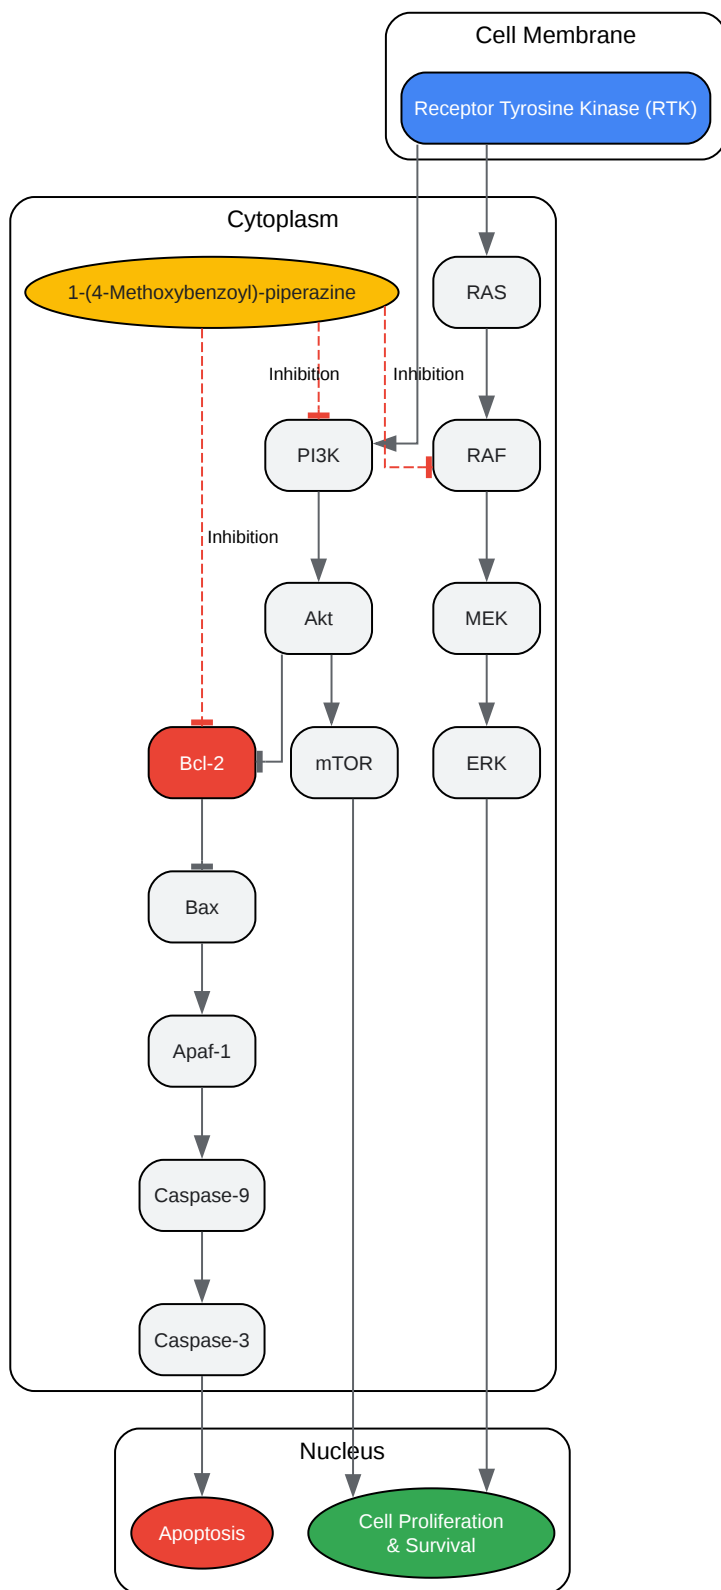 Cell Membrane
Receptor Tyrosine Kinase (RTK)
Cytoplasm
1-(4-Methoxybenzoyl)-piperazine
RAS
Inhibition
Inhibition
PI3K
RAF
Inhibition
Akt
MEK
Bcl-2
mTOR
ERK
Bax
Apaf-1
Caspase-9
Caspase-3
Nucleus
Apoptosis
Cell Proliferation
& Survival